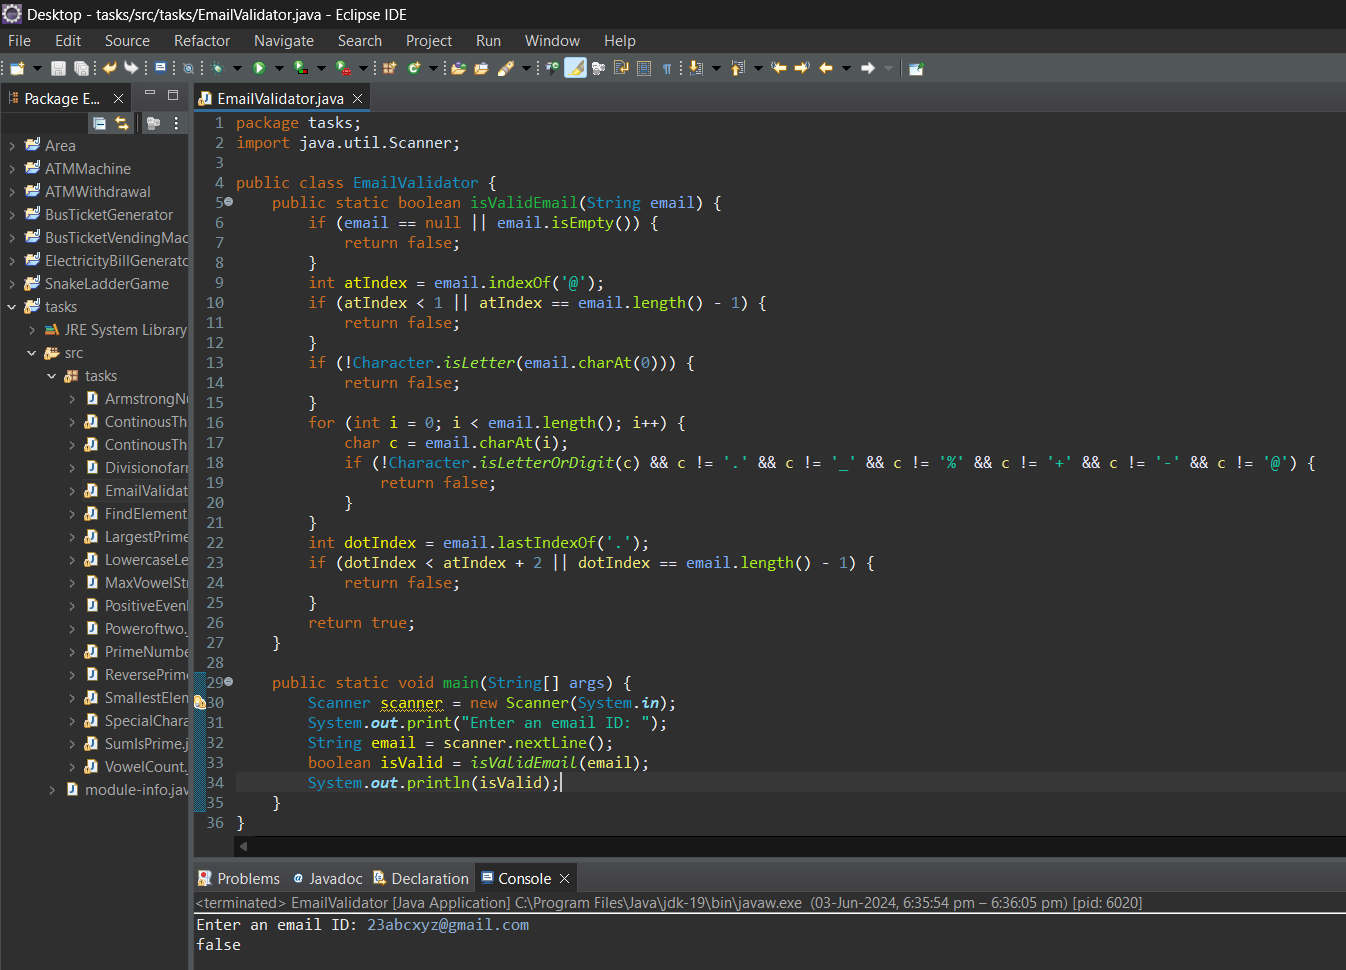 Desktop - tasks/src/tasks/EmailValidator.java - Eclipse IDE
File Edit Source Refactor Navigate Search Project Run Window Help
Package E...
Area
ATMMachine
ATMWithdrawal
BusTicketGenerator
BusTicketVendingMac
ElectricityBillGeneratc
SnakeLadderGame
tasks
JRE System Library
src
tasks
ArmstrongNu
ContinousTh
ContinousTh
Divisionofarr
EmailValidat
FindElement
LargestPrime
LowercaseLe
MaxVowelStr
PositiveEvenI
Poweroftwo.
PrimeNumbe
ReversePrime
SmallestElem
SpecialChara
SumIsPrime.j
VowelCount.
module-info.jav
EmailValidator.java
1 package tasks;
2 import java.util.Scanner;
3
4 public class EmailValidator {
5 public static boolean isValidEmail(String email) {
6 if (email == null || email.isEmpty()) {
7 return false;
8 }
9 int atIndex = email.indexOf('@');
10 if (atIndex < 1 || atIndex == email.length() - 1) {
11 return false;
12 }
13 if (!Character.isLetter(email.charAt(0))) {
14 return false;
15 }
16 for (int i = 0; i < email.length(); i++) {
17 char c = email.charAt(i);
18 if (!Character.isLetterOrDigit(c) && c != '.' && c != '_' && c != '%' && c != '+' && c != '-' && c != '@') {
19 return false;
20 }
21 }
22 int dotIndex = email.lastIndexOf('.');
23 if (dotIndex < atIndex + 2 || dotIndex == email.length() - 1) {
24 return false;
25 }
26 return true;
27 }
28
29 public static void main(String[] args) {
30 Scanner scanner = new Scanner(System.in);
31 System.out.print("Enter an email ID: ");
32 String email = scanner.nextLine();
33 boolean isValid = isValidEmail(email);
34 System.out.println(isValid);
35 }
36 }
Problems Javadoc Declaration Console
<terminated> EmailValidator [Java Application] C:\Program Files\Java\jdk-19\bin\javaw.exe (03-Jun-2024, 6:35:54 pm – 6:36:05 pm) [pid: 6020]
Enter an email ID: 23abcxyz@gmail.com
false